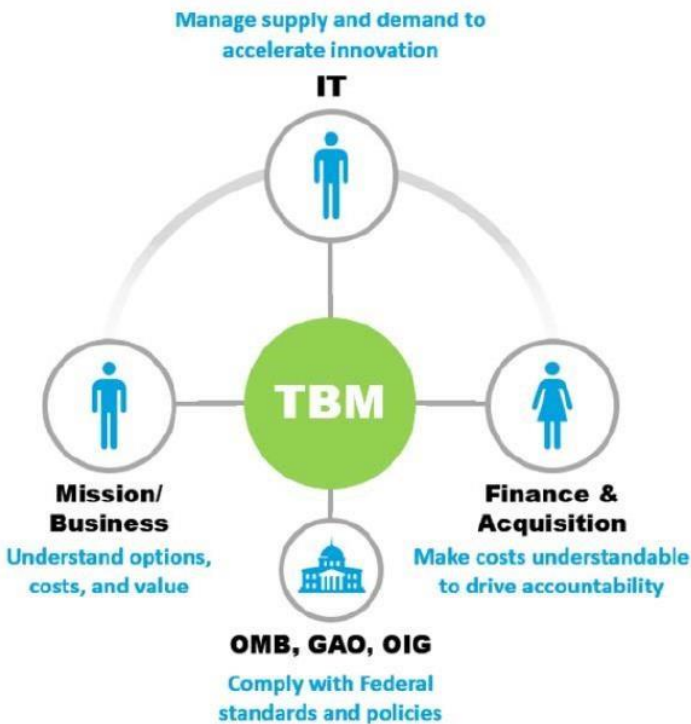 Manage supply and demand to
accelerate innovation
IT
TBM
Mission/
Business
Understand options,
costs, and value
Finance &
Acquisition
Make costs understandable
to drive accountability
OMB, GAO, OIG
Comply with Federal
standards and policies